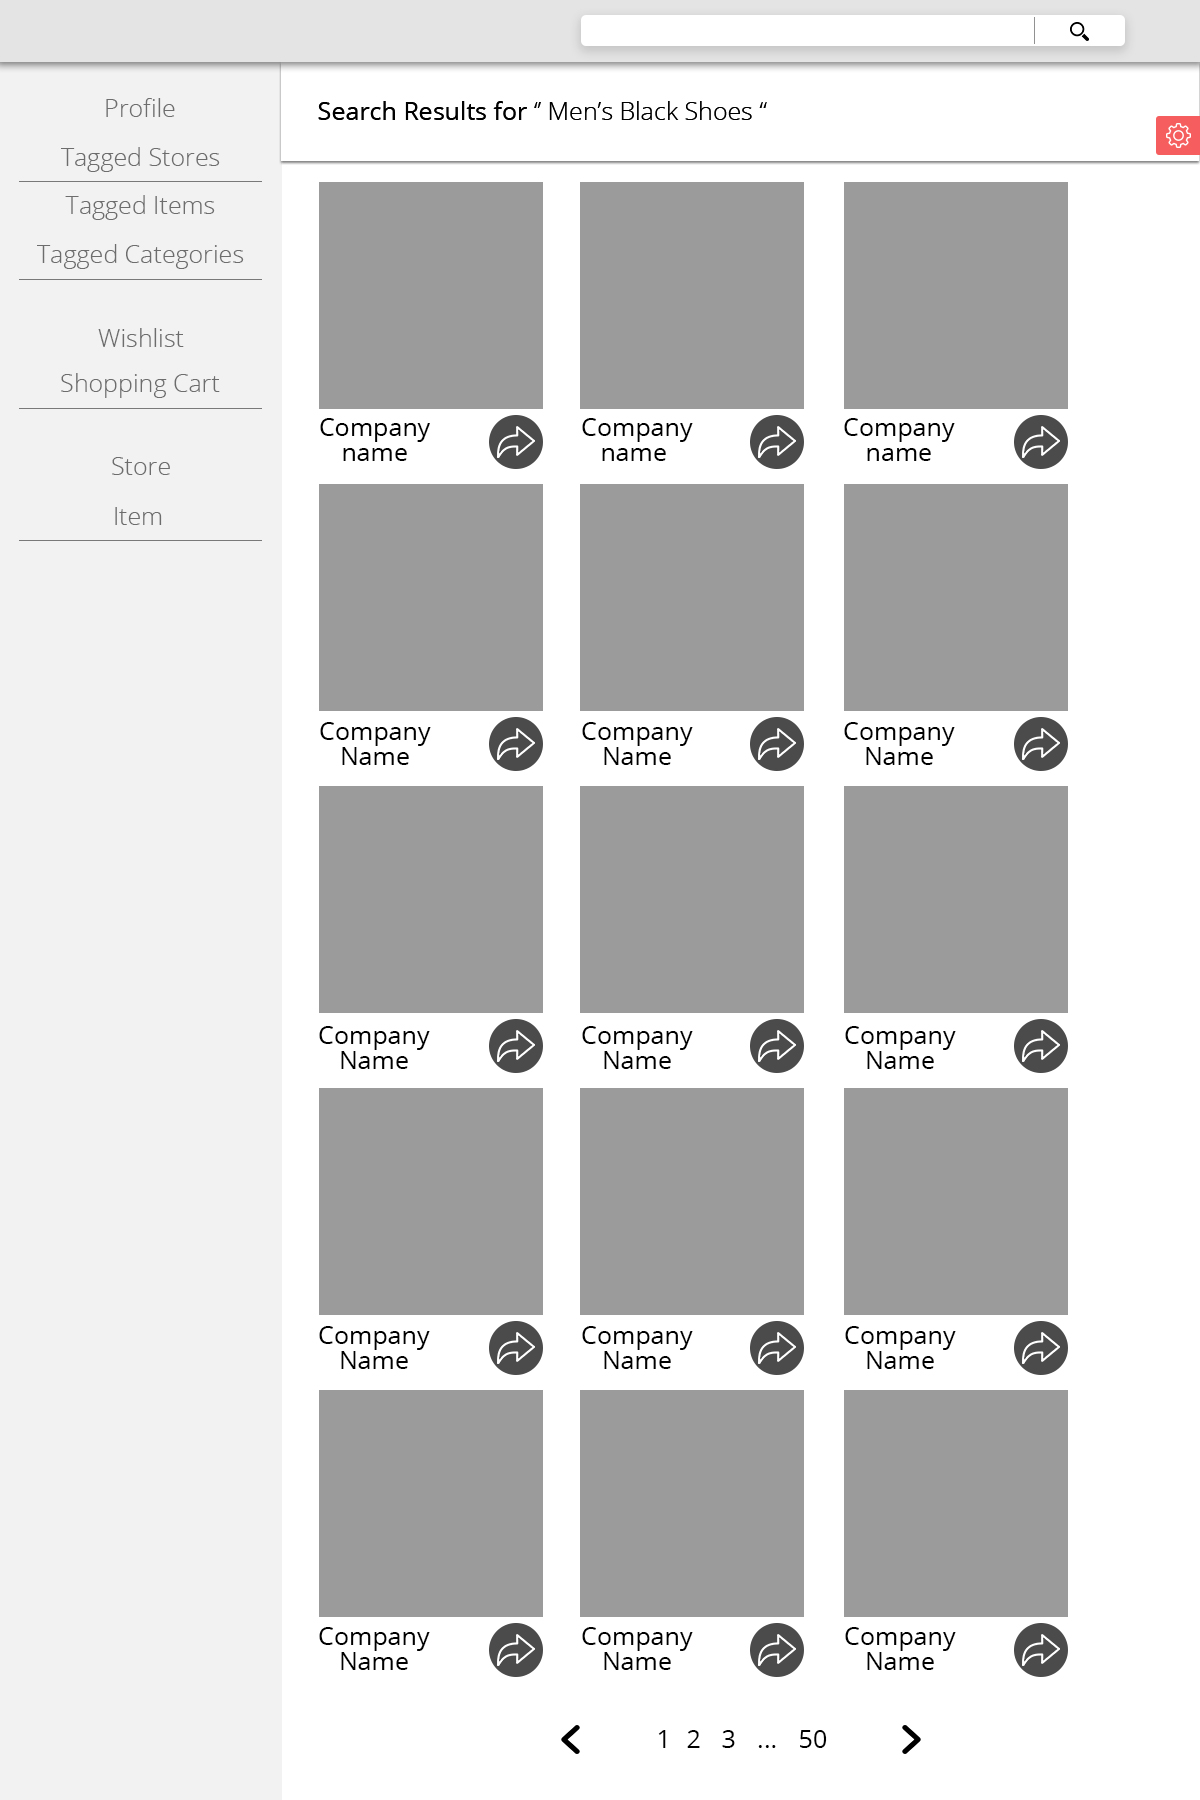 Search Results for “ Men’s Black Shoes “
Profile
Tagged Stores
Tagged Items
Tagged Categories
Wishlist
Shopping Cart
Store
Item
Company
name
Company
name
Company
name
Company
Name
Company
Name
Company
Name
Company
Name
Company
Name
Company
Name
Company
Name
Company
Name
Company
Name
Company
Name
Company
Name
Company
Name
1 2 3 ... 50